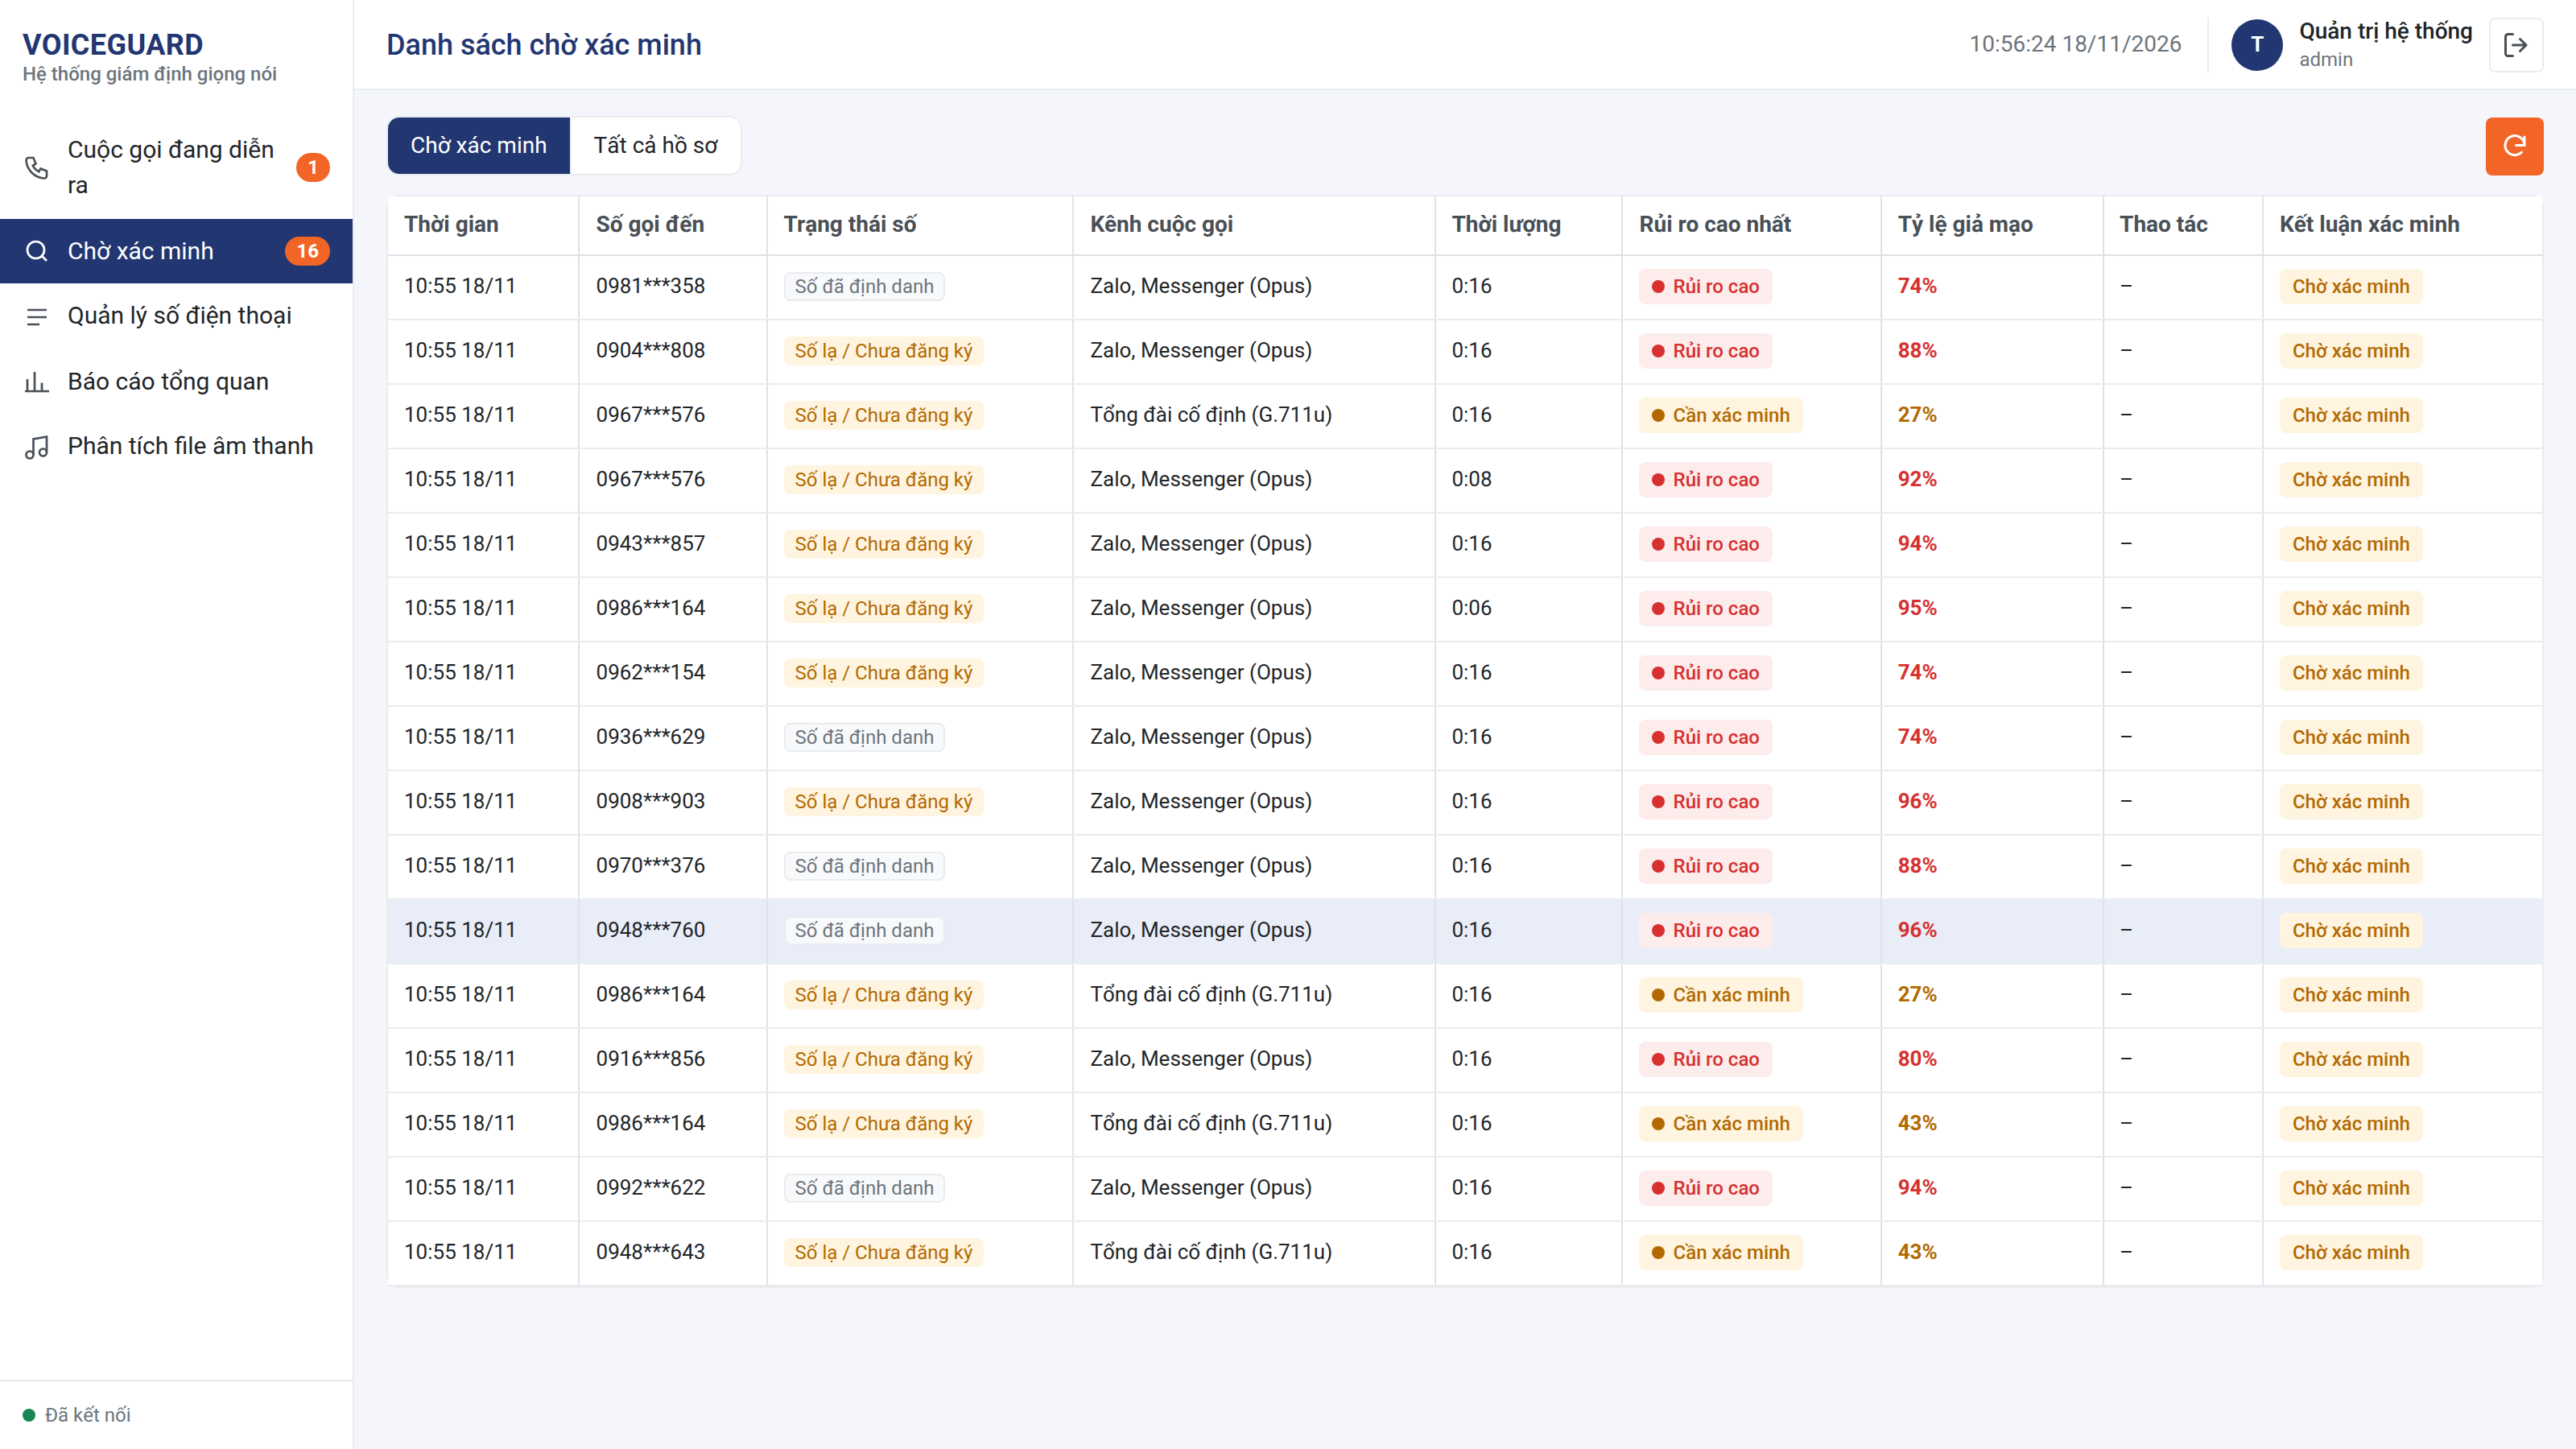 VOICEGUARD
Hệ thống giám định giọng nói
Cuộc gọi đang diễn ra 1
Chờ xác minh 16
Quản lý số điện thoại
Báo cáo tổng quan
Phân tích file âm thanh
Đã kết nối
Danh sách chờ xác minh
10:56:24 18/11/2026
T
Quản trị hệ thống
admin
Chờ xác minh Tất cả hồ sơ
Thời gian Số gọi đến Trạng thái số Kênh cuộc gọi Thời lượng Rủi ro cao nhất Tỷ lệ giả mạo Thao tác Kết luận xác minh
10:55 18/11 0981***358 Số đã định danh Zalo, Messenger (Opus) 0:16 Rủi ro cao 74% – Chờ xác minh
10:55 18/11 0904***808 Số lạ / Chưa đăng ký Zalo, Messenger (Opus) 0:16 Rủi ro cao 88% – Chờ xác minh
10:55 18/11 0967***576 Số lạ / Chưa đăng ký Tổng đài cố định (G.711u) 0:16 Cần xác minh 27% – Chờ xác minh
10:55 18/11 0967***576 Số lạ / Chưa đăng ký Zalo, Messenger (Opus) 0:08 Rủi ro cao 92% – Chờ xác minh
10:55 18/11 0943***857 Số lạ / Chưa đăng ký Zalo, Messenger (Opus) 0:16 Rủi ro cao 94% – Chờ xác minh
10:55 18/11 0986***164 Số lạ / Chưa đăng ký Zalo, Messenger (Opus) 0:06 Rủi ro cao 95% – Chờ xác minh
10:55 18/11 0962***154 Số lạ / Chưa đăng ký Zalo, Messenger (Opus) 0:16 Rủi ro cao 74% – Chờ xác minh
10:55 18/11 0936***629 Số đã định danh Zalo, Messenger (Opus) 0:16 Rủi ro cao 74% – Chờ xác minh
10:55 18/11 0908***903 Số lạ / Chưa đăng ký Zalo, Messenger (Opus) 0:16 Rủi ro cao 96% – Chờ xác minh
10:55 18/11 0970***376 Số đã định danh Zalo, Messenger (Opus) 0:16 Rủi ro cao 88% – Chờ xác minh
10:55 18/11 0948***760 Số đã định danh Zalo, Messenger (Opus) 0:16 Rủi ro cao 96% – Chờ xác minh
10:55 18/11 0986***164 Số lạ / Chưa đăng ký Tổng đài cố định (G.711u) 0:16 Cần xác minh 27% – Chờ xác minh
10:55 18/11 0916***856 Số lạ / Chưa đăng ký Zalo, Messenger (Opus) 0:16 Rủi ro cao 80% – Chờ xác minh
10:55 18/11 0986***164 Số lạ / Chưa đăng ký Tổng đài cố định (G.711u) 0:16 Cần xác minh 43% – Chờ xác minh
10:55 18/11 0992***622 Số đã định danh Zalo, Messenger (Opus) 0:16 Rủi ro cao 94% – Chờ xác minh
10:55 18/11 0948***643 Số lạ / Chưa đăng ký Tổng đài cố định (G.711u) 0:16 Cần xác minh 43% – Chờ xác minh